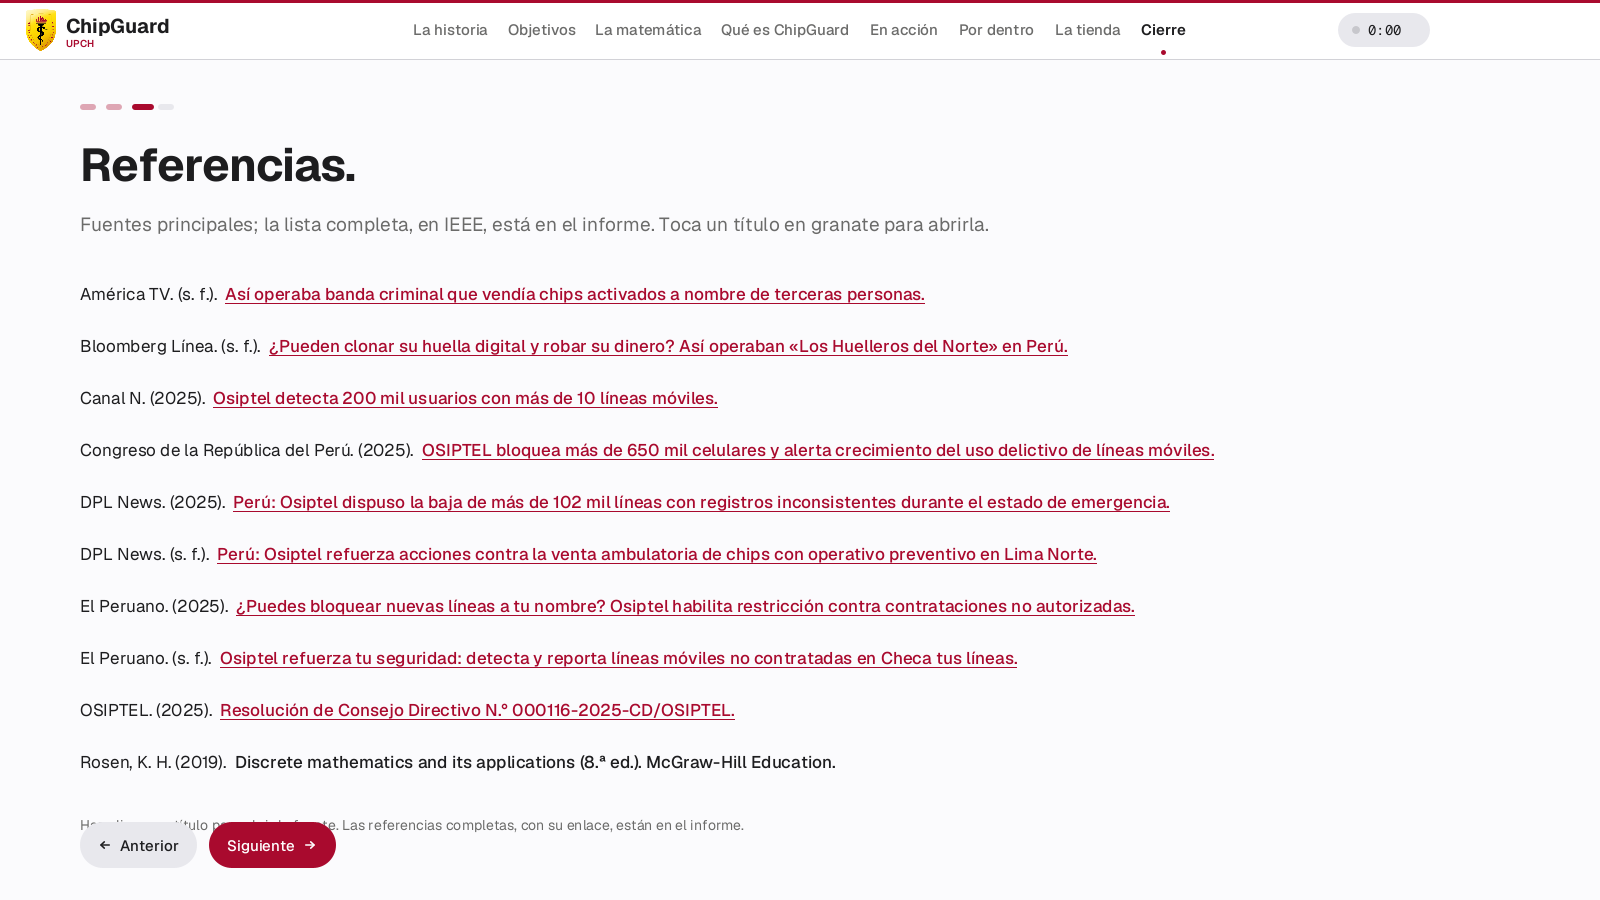 ChipGuard
UPCH
La historia
Objetivos
La matemática
Qué es ChipGuard
En acción
Por dentro
La tienda
Cierre
0:00
Referencias.
Fuentes principales; la lista completa, en IEEE, está en el informe. Toca un título en granate para abrirla.
América TV. (s. f.). Así operaba banda criminal que vendía chips activados a nombre de terceras personas.
Bloomberg Línea. (s. f.). ¿Pueden clonar su huella digital y robar su dinero? Así operaban «Los Huelleros del Norte» en Perú.
Canal N. (2025). Osiptel detecta 200 mil usuarios con más de 10 líneas móviles.
Congreso de la República del Perú. (2025). OSIPTEL bloquea más de 650 mil celulares y alerta crecimiento del uso delictivo de líneas móviles.
DPL News. (2025). Perú: Osiptel dispuso la baja de más de 102 mil líneas con registros inconsistentes durante el estado de emergencia.
DPL News. (s. f.). Perú: Osiptel refuerza acciones contra la venta ambulatoria de chips con operativo preventivo en Lima Norte.
El Peruano. (2025). ¿Puedes bloquear nuevas líneas a tu nombre? Osiptel habilita restricción contra contrataciones no autorizadas.
El Peruano. (s. f.). Osiptel refuerza tu seguridad: detecta y reporta líneas móviles no contratadas en Checa tus líneas.
OSIPTEL. (2025). Resolución de Consejo Directivo N.° 000116-2025-CD/OSIPTEL.
Rosen, K. H. (2019). Discrete mathematics and its applications (8.ª ed.). McGraw-Hill Education.
título Las referencias completas, con su enlace, están en el informe.
← Anterior
Siguiente →